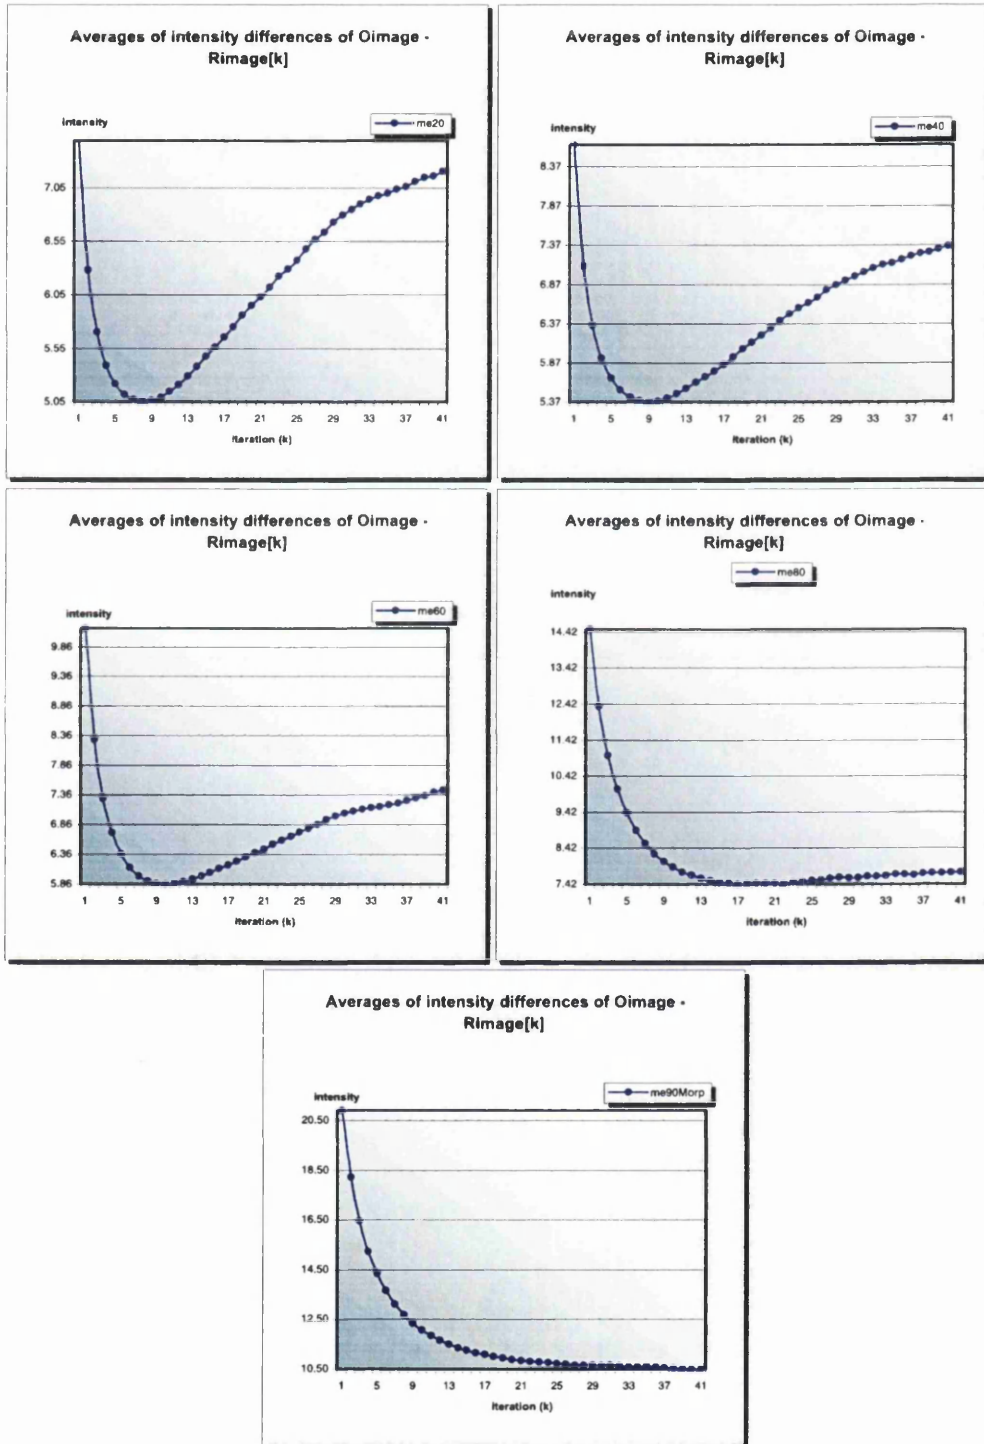 Averages of intensity differences of Oimage -
Rimage[k]
intensity
me20
7.05
6.55
6.05
5.55
5.05
1 5 9 13 17 21 25 29 33 37 41
Iteration (k)
Averages of intensity differences of Oimage -
Rimage[k]
intensity
me40
8.37
7.87
7.37
6.87
6.37
5.87
5.37
1 5 9 13 17 21 25 29 33 37 41
Iteration (k)
Averages of intensity differences of Oimage -
Rimage[k]
intensity
me60
9.86
9.36
8.86
8.36
7.86
7.36
6.86
6.36
5.86
1 5 9 13 17 21 25 29 33 37 41
Iteration (k)
Averages of intensity differences of Oimage -
Rimage[k]
me80
intensity
14.42
13.42
12.42
11.42
10.42
9.42
8.42
7.42
1 5 9 13 17 21 25 29 33 37 41
Iteration (k)
Averages of intensity differences of Oimage -
Rimage[k]
intensity
me90Morp
20.50
18.50
16.50
14.50
12.50
10.50
1 5 9 13 17 21 25 29 33 37 41
Iteration (k)